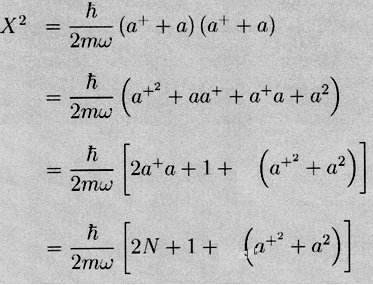 X² = ℏ/2mω (a⁺ + a) (a⁺ + a)
= ℏ/2mω (a⁺² + aa⁺ + a⁺a + a²)
= ℏ/2mω [2a⁺a + 1 + (a⁺² + a²)]
= ℏ/2mω [2N + 1 + (a⁺² + a²)]